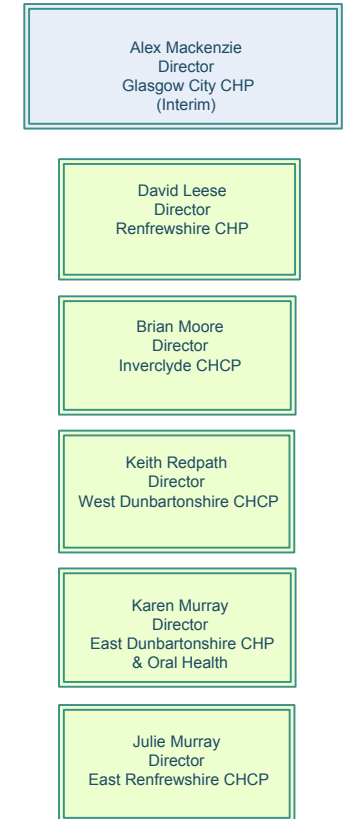 Alex Mackenzie
Director
Glasgow City CHP
(Interim)
David Leese
Director
Renfrewshire CHP
Brian Moore
Director
Inverclyde CHCP
Keith Redpath
Director
West Dunbartonshire CHCP
Karen Murray
Director
East Dunbartonshire CHP
& Oral Health
Julie Murray
Director
East Renfrewshire CHCP